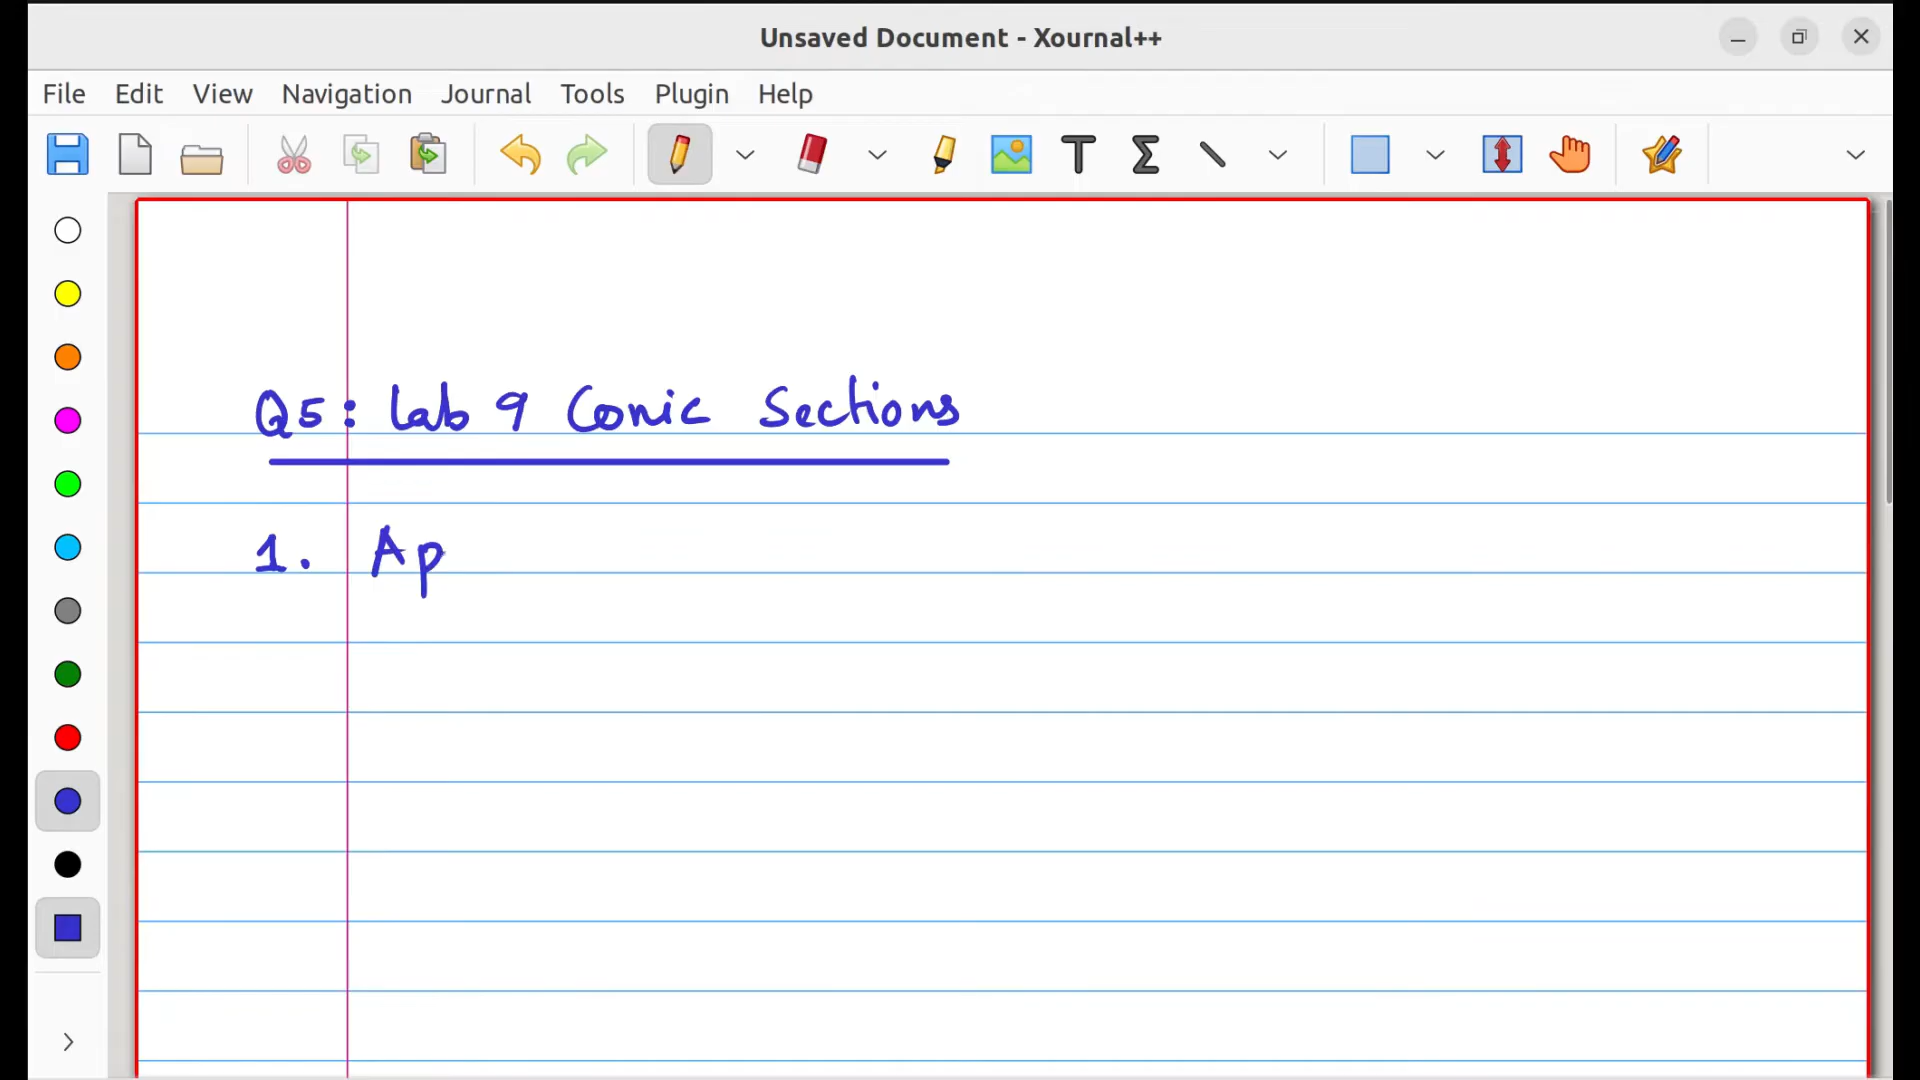 Unsaved Document - Xournal++
File Edit View Navigation Journal Tools Plugin Help
Q5: Lab 9 Conic Sections
1. Ap